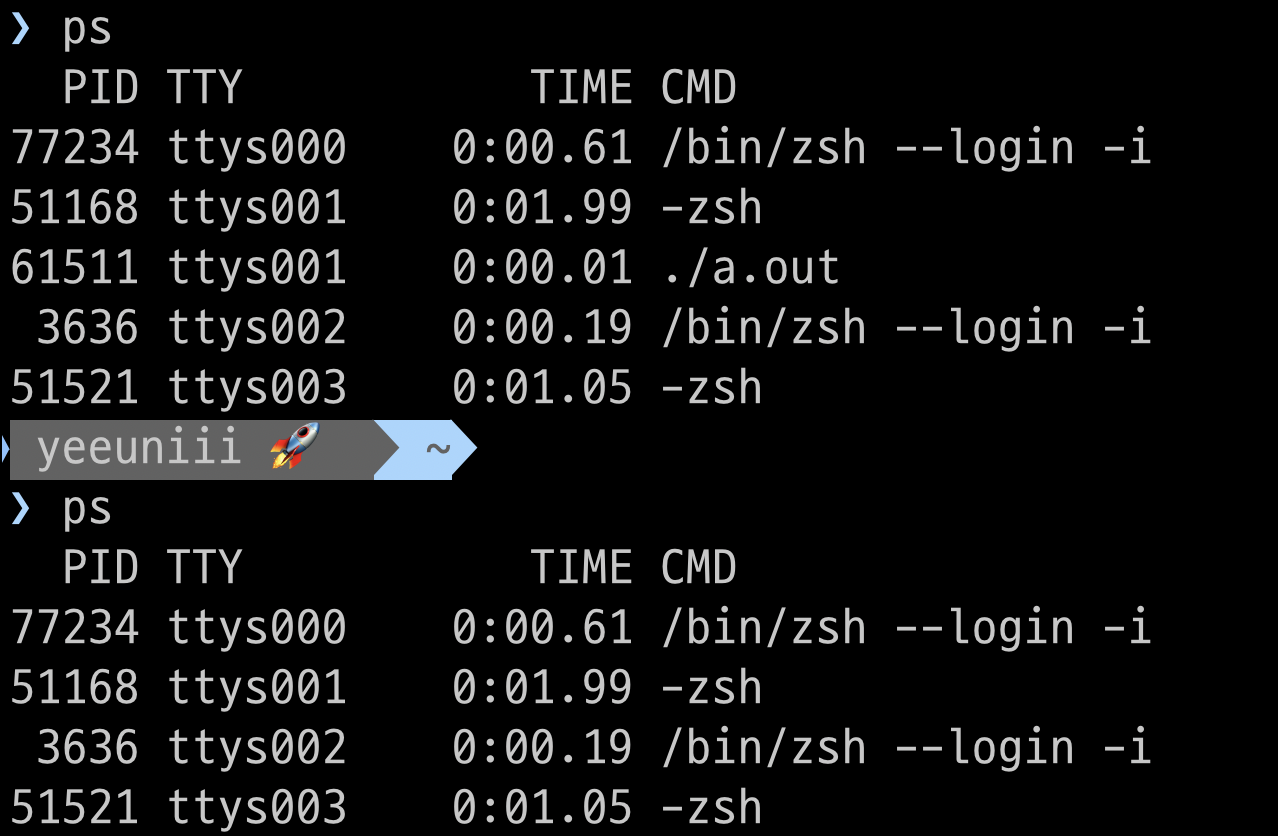 ❯ ps
  PID TTY           TIME CMD
77234 ttys000    0:00.61 /bin/zsh --login -i
51168 ttys001    0:01.99 -zsh
61511 ttys001    0:00.01 ./a.out
 3636 ttys002    0:00.19 /bin/zsh --login -i
51521 ttys003    0:01.05 -zsh
yeeuniii 🚀 ~
❯ ps
  PID TTY           TIME CMD
77234 ttys000    0:00.61 /bin/zsh --login -i
51168 ttys001    0:01.99 -zsh
 3636 ttys002    0:00.19 /bin/zsh --login -i
51521 ttys003    0:01.05 -zsh